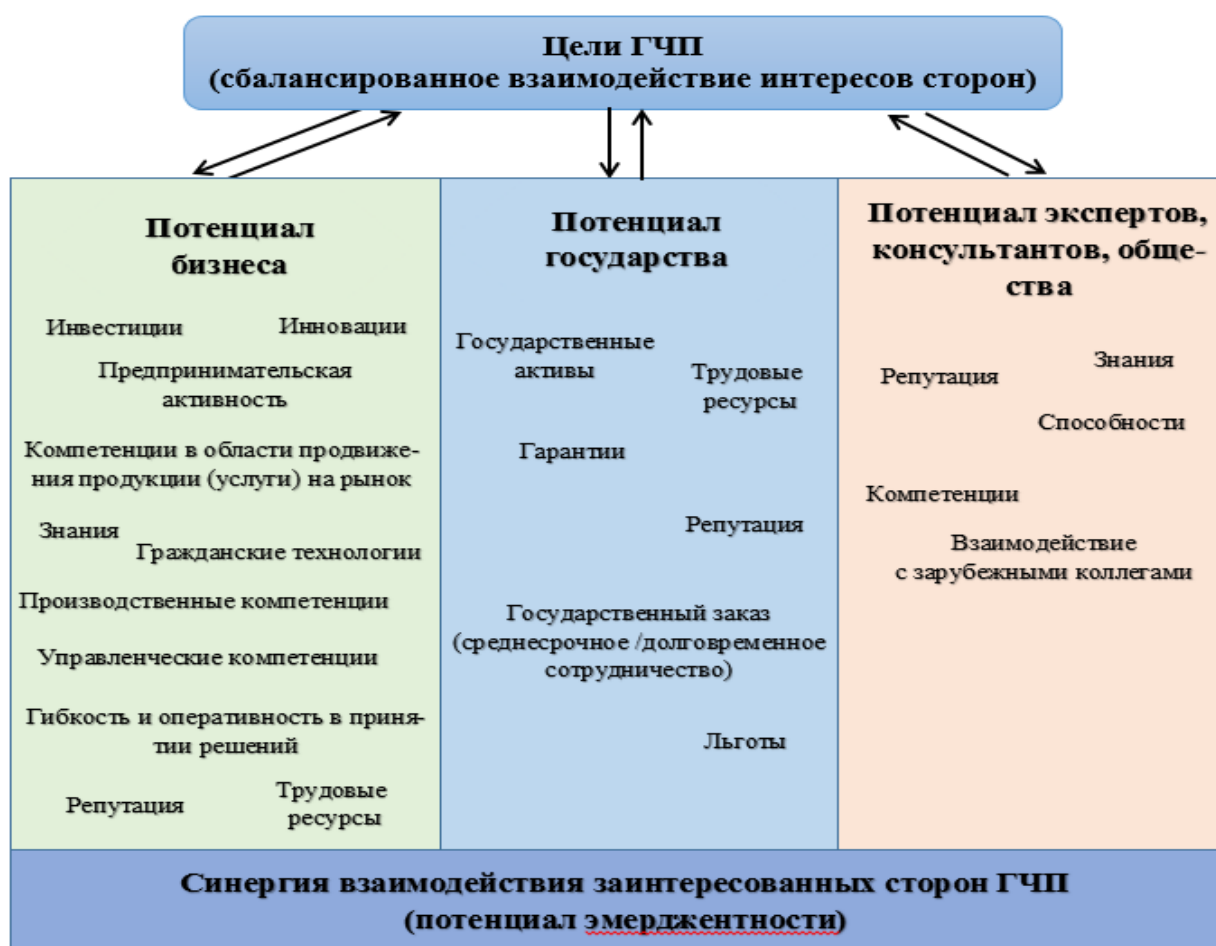 Цели ГЧП
(сбалансированное взаимодействие интересов сторон)
Потенциал
бизнеса
Инвестиции
Инновации
Предпринимательская
активность
Компетенции в области продвиже-
ния продукции (услуги) на рынок
Знания
Гражданские технологии
Производственные компетенции
Управленческие компетенции
Гибкость и оперативность в приня-
тии решений
Репутация
Трудовые
ресурсы
Потенциал
государства
Государственные
активы
Трудовые
ресурсы
Гарантии
Репутация
Государственный заказ
(среднесрочное /долговременное
сотрудничество)
Льготы
Потенциал экспертов,
консультантов, обще-
ства
Знания
Репутация
Способности
Компетенции
Взаимодействие
с зарубежными коллегами
Синергия взаимодействия заинтересованных сторон ГЧП
(потенциал эмерджентности)